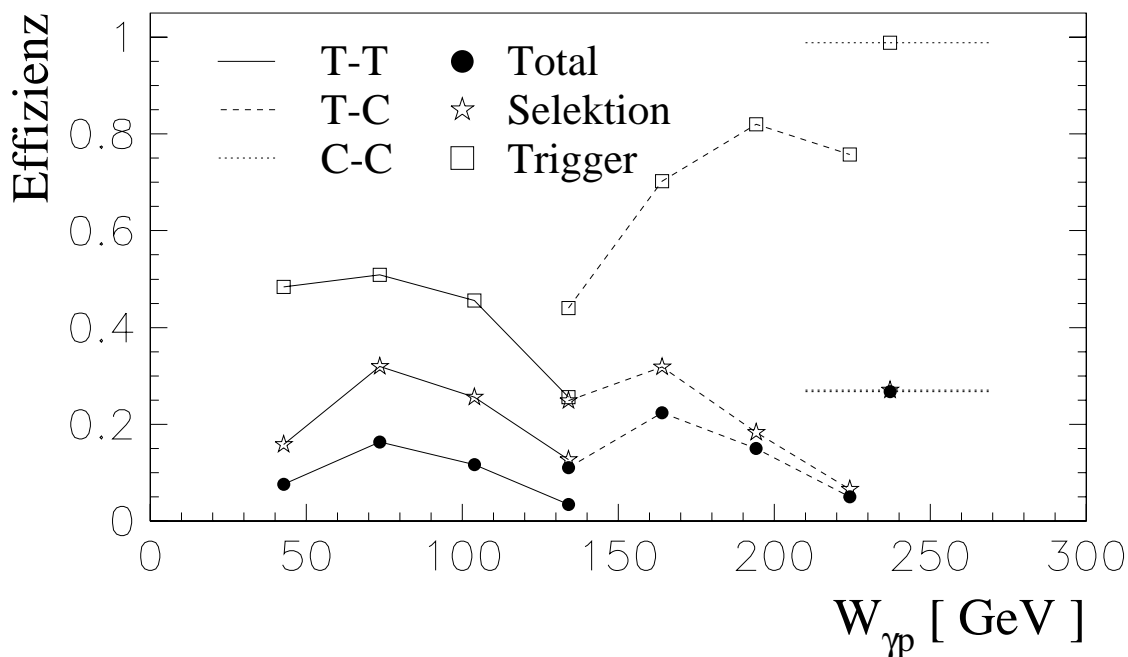 Effizienz
1
0.8
0.6
0.4
0.2
0
T-T Total
T-C Selektion
C-C Trigger
0 50 100 150 200 250 300
W_γp [ GeV ]